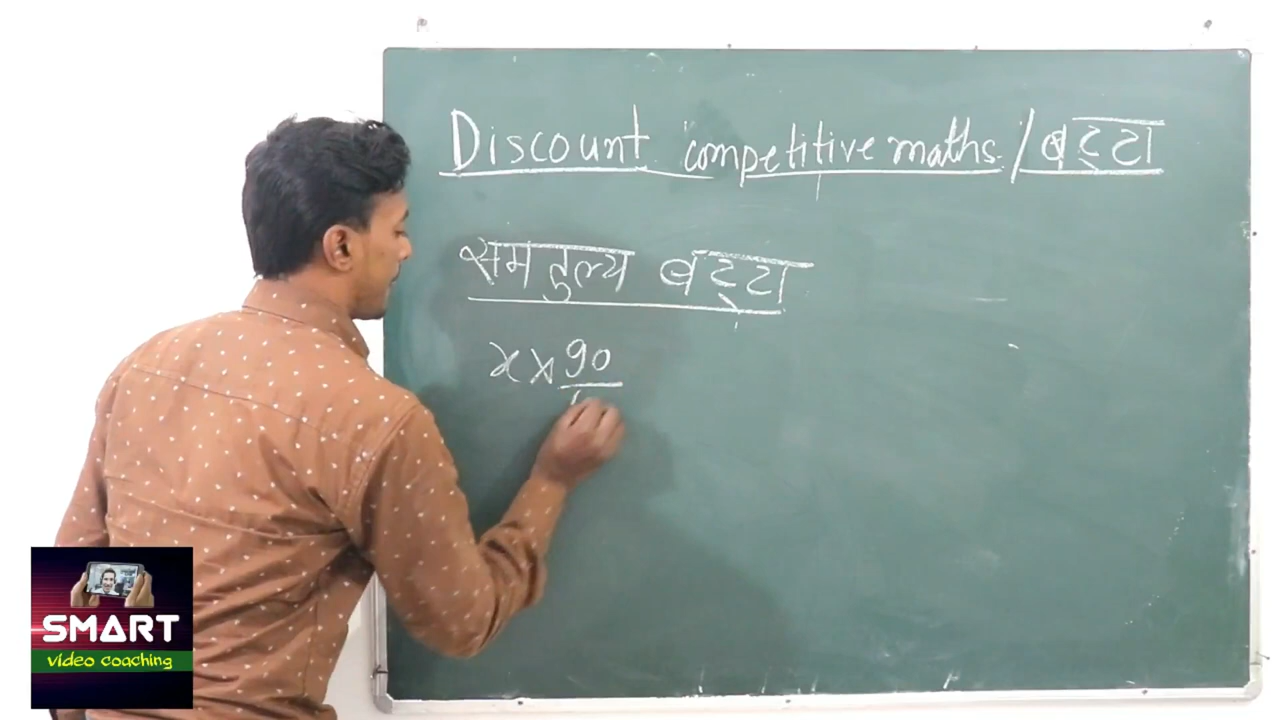 Discount competitive maths / बट्टा
समतुल्य बट्टा
x × 90
SMART
video coaching